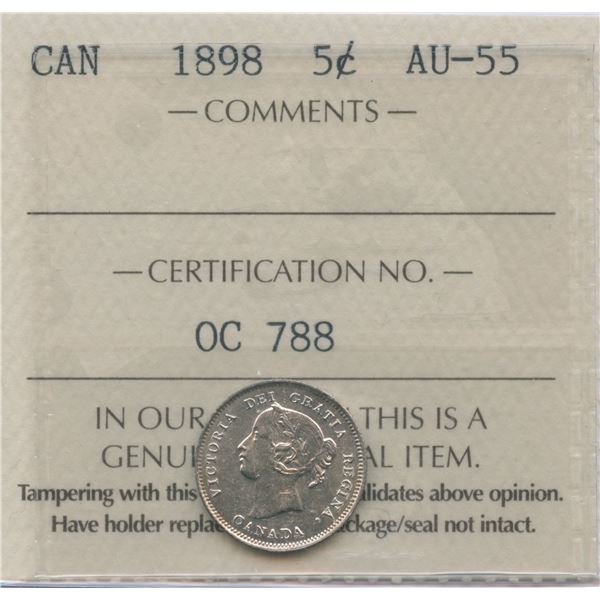 CAN 1898 5¢ AU-55
— COMMENTS —
— CERTIFICATION NO. —
OC 788
IN OUR THIS IS A
GENUI AL ITEM.
Tampering with this lidates above opinion.
Have holder replac ckage/seal not intact.
VICTORIA DEI GRATIA REGINA.
CANADA